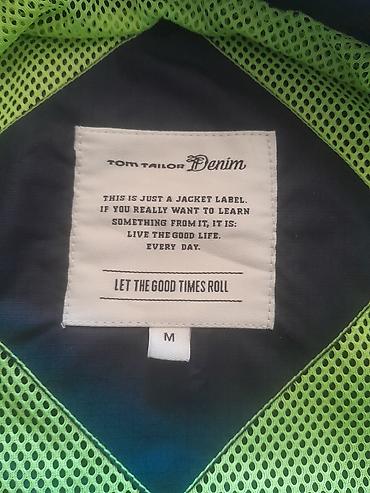 TOM TAILOR Denim
THIS IS JUST A JACKET LABEL.
IF YOU REALLY WANT TO LEARN
SOMETHING FROM IT, IT IS:
LIVE THE GOOD LIFE.
EVERY DAY.
LET THE GOOD TIMES ROLL
M